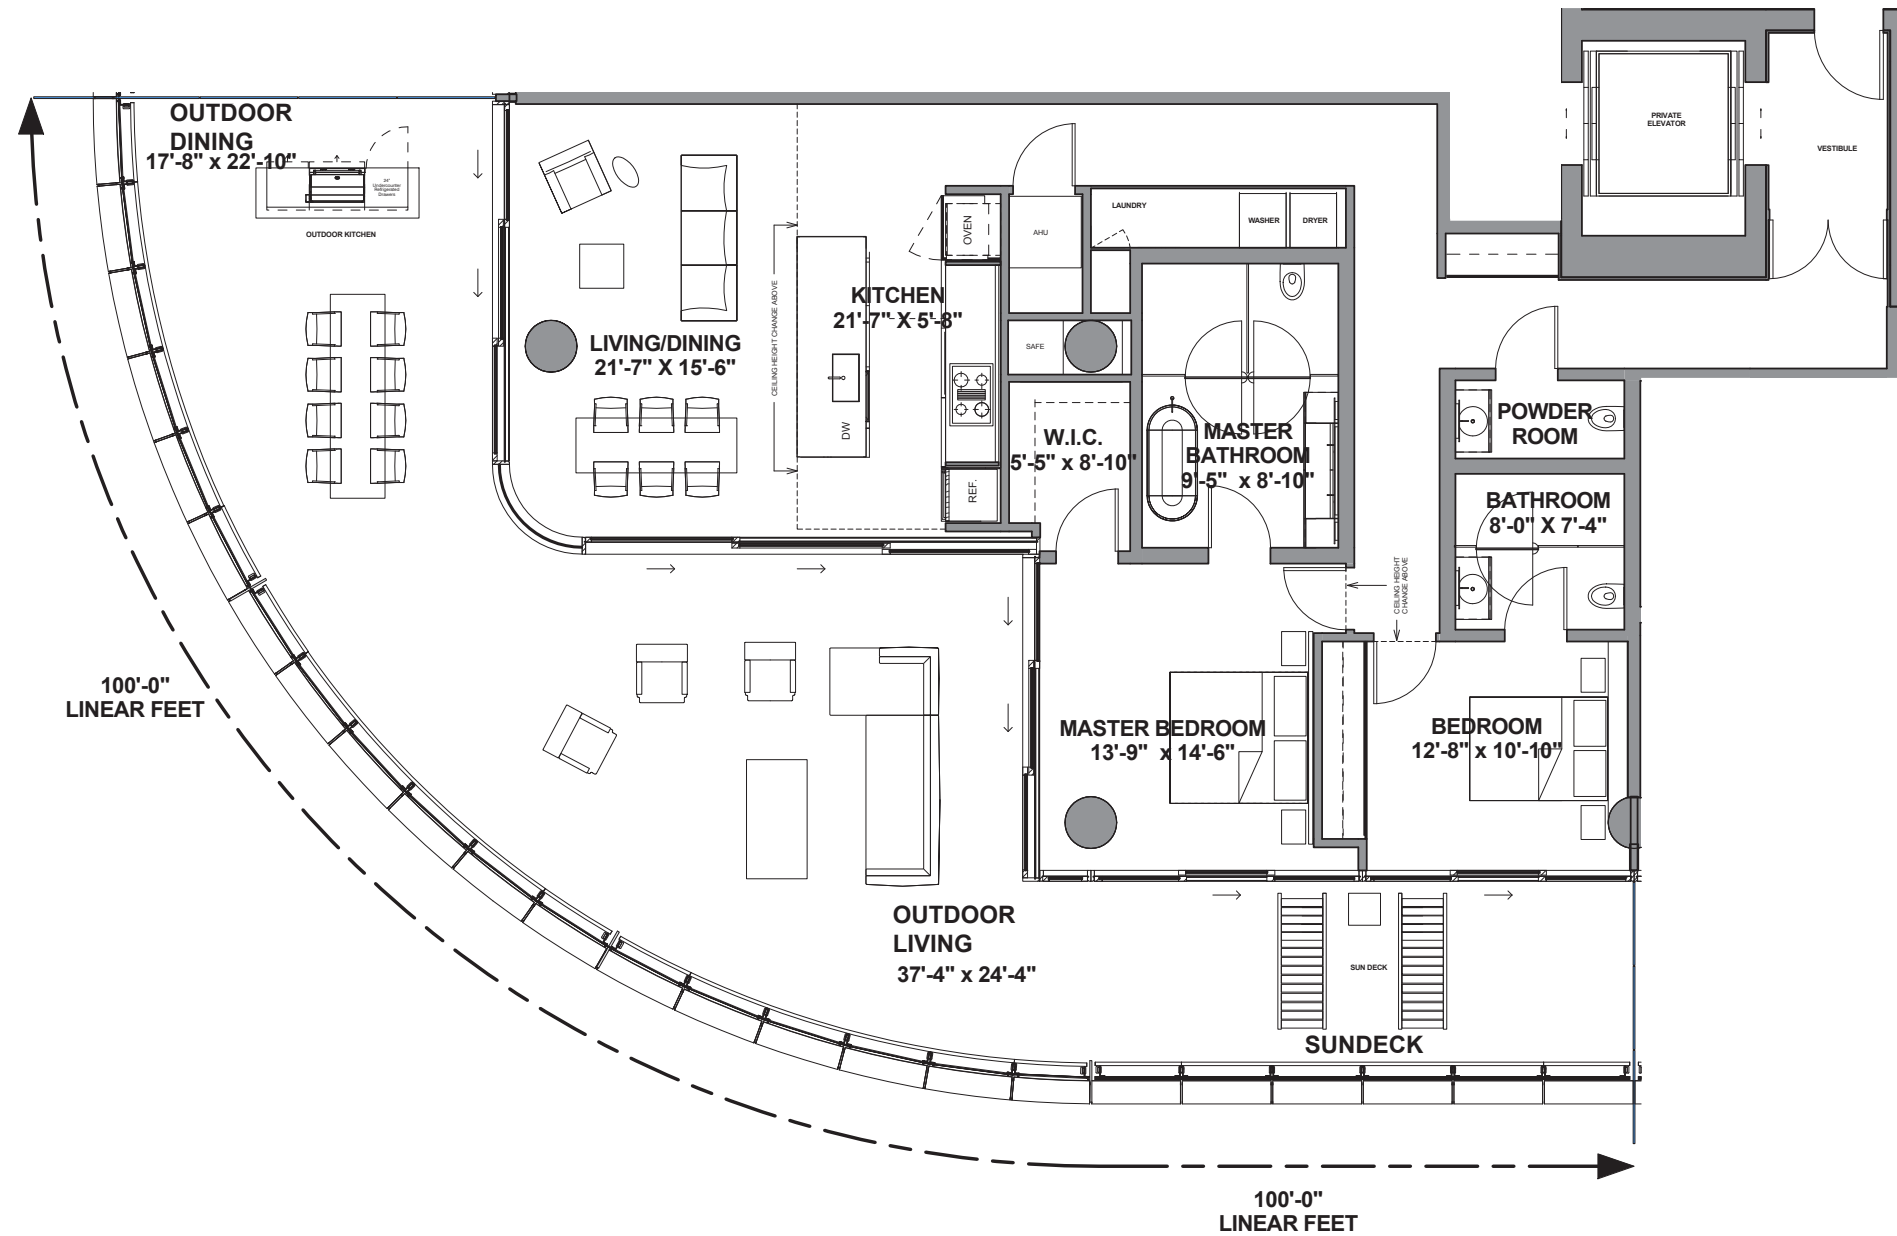 PRIVATE
ELEVATOR
VESTIBULE
OUTDOOR
DINING
17'-8" x 22'-10"
24"
Undercounter
Refrigerated
Drawers
OUTDOOR KITCHEN
LAUNDRY
WASHER
DRYER
OVEN
AHU
CEILING HEIGHT CHANGE ABOVE
KITCHEN
21'-7" X 5'-8"
LIVING/DINING
21'-7" X 15'-6"
SAFE
DW
REF.
W.I.C.
5'-5" x 8'-10"
MASTER
BATHROOM
9'-5" x 8'-10"
POWDER
ROOM
BATHROOM
8'-0" X 7'-4"
CEILING HEIGHT
CHANGE ABOVE
100'-0"
LINEAR FEET
MASTER BEDROOM
13'-9" x 14'-6"
BEDROOM
12'-8" x 10'-10"
OUTDOOR
LIVING
37'-4" x 24'-4"
SUN DECK
SUNDECK
100'-0"
LINEAR FEET